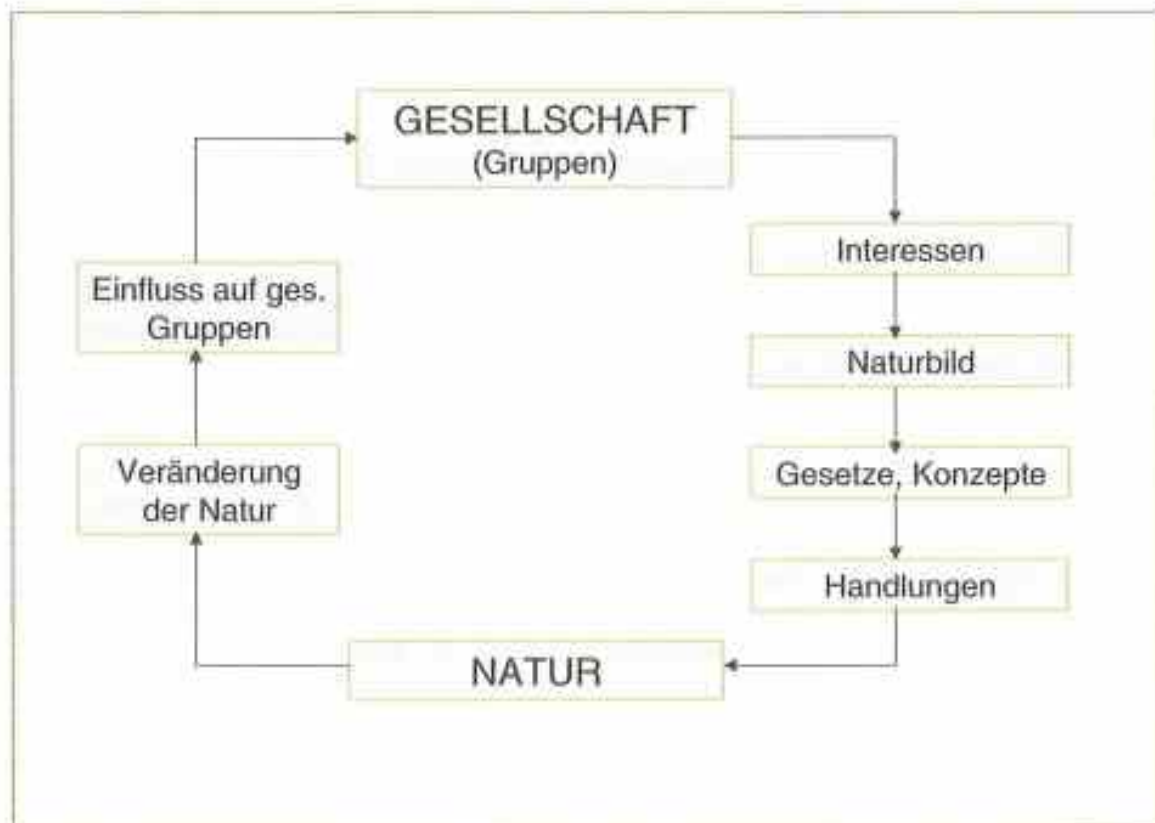 GESELLSCHAFT
(Gruppen)
Interessen
Einfluss auf ges.
Gruppen
Naturbild
Veränderung
der Natur
Gesetze, Konzepte
Handlungen
NATUR